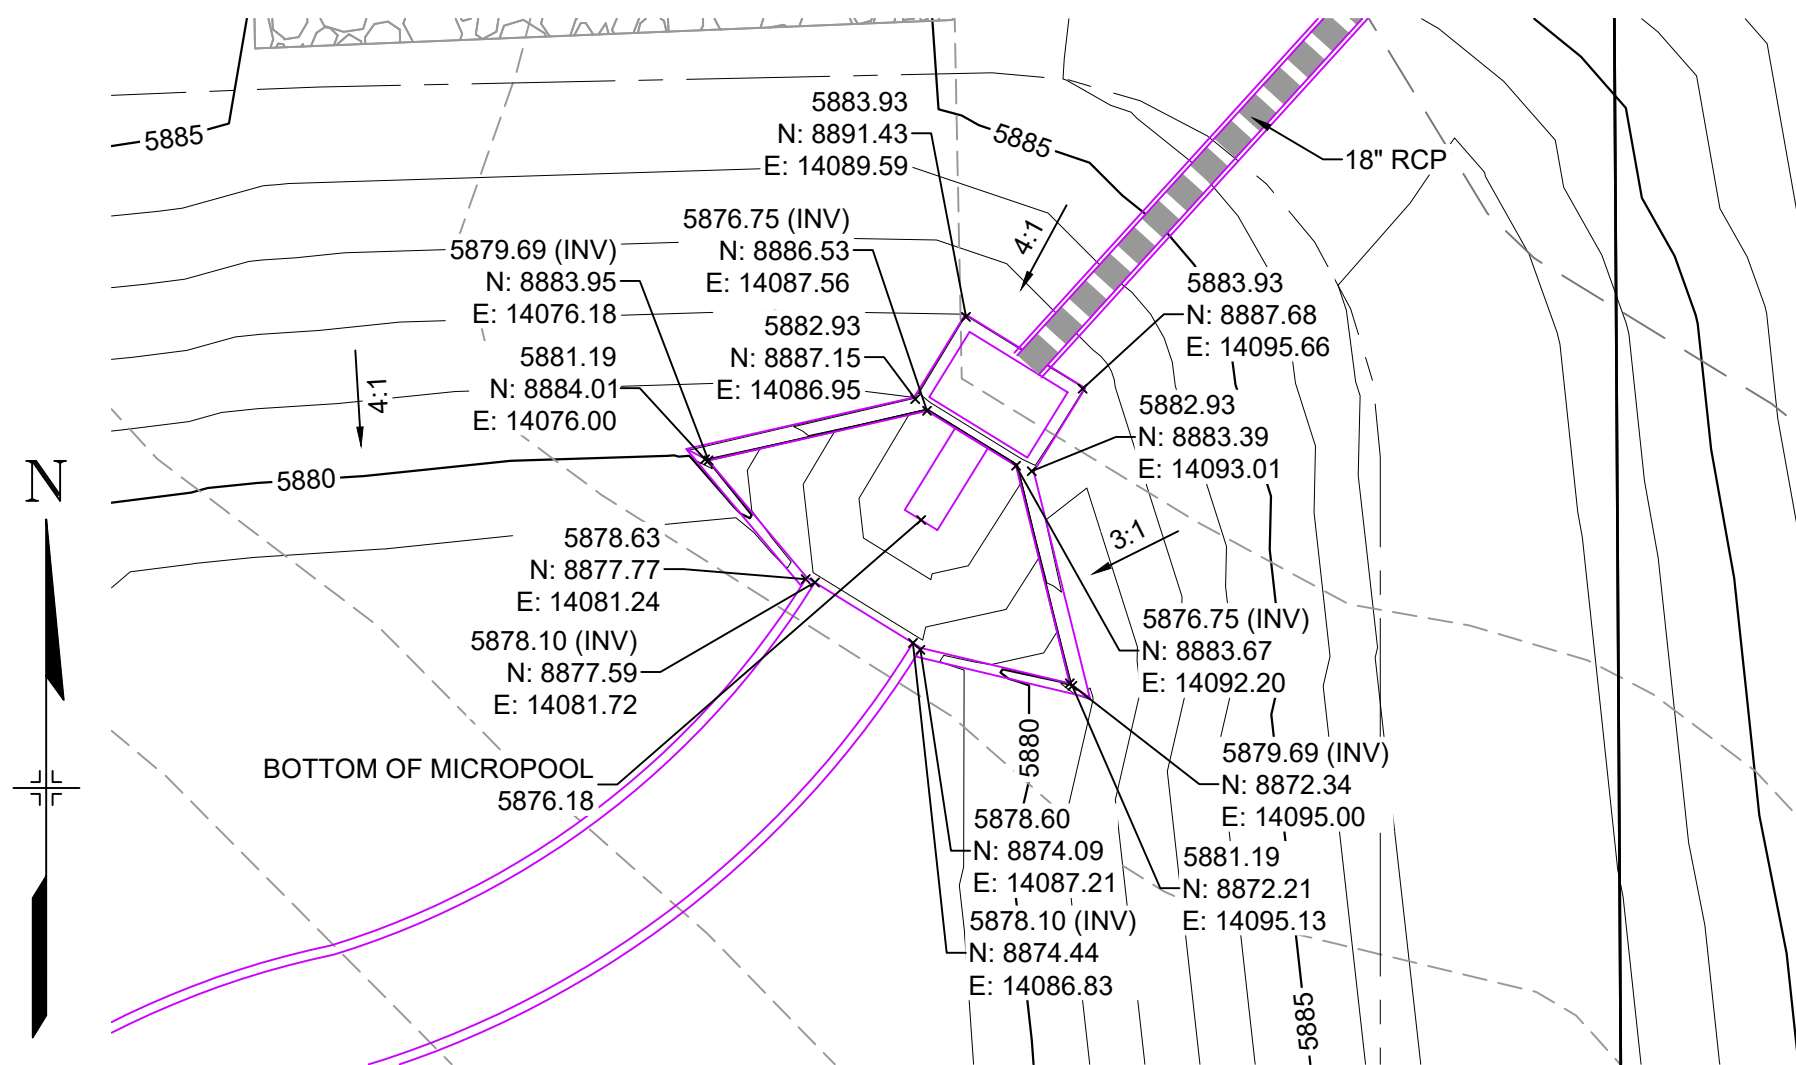 5883.93
N: 8891.43
E: 14089.59
5885
5885
18" RCP
5876.75 (INV)
N: 8886.53
E: 14087.56
4:1
5879.69 (INV)
N: 8883.95
E: 14076.18
5883.93
N: 8887.68
E: 14095.66
5882.93
N: 8887.15
E: 14086.95
5881.19
N: 8884.01
E: 14076.00
4:1
5882.93
N: 8883.39
E: 14093.01
N
5880
5878.63
N: 8877.77
E: 14081.24
3:1
5876.75 (INV)
N: 8883.67
E: 14092.20
5878.10 (INV)
N: 8877.59
E: 14081.72
5880
5879.69 (INV)
N: 8872.34
E: 14095.00
BOTTOM OF MICROPOOL
5876.18
5878.60
N: 8874.09
E: 14087.21
5881.19
N: 8872.21
E: 14095.13
5878.10 (INV)
N: 8874.44
E: 14086.83
5885